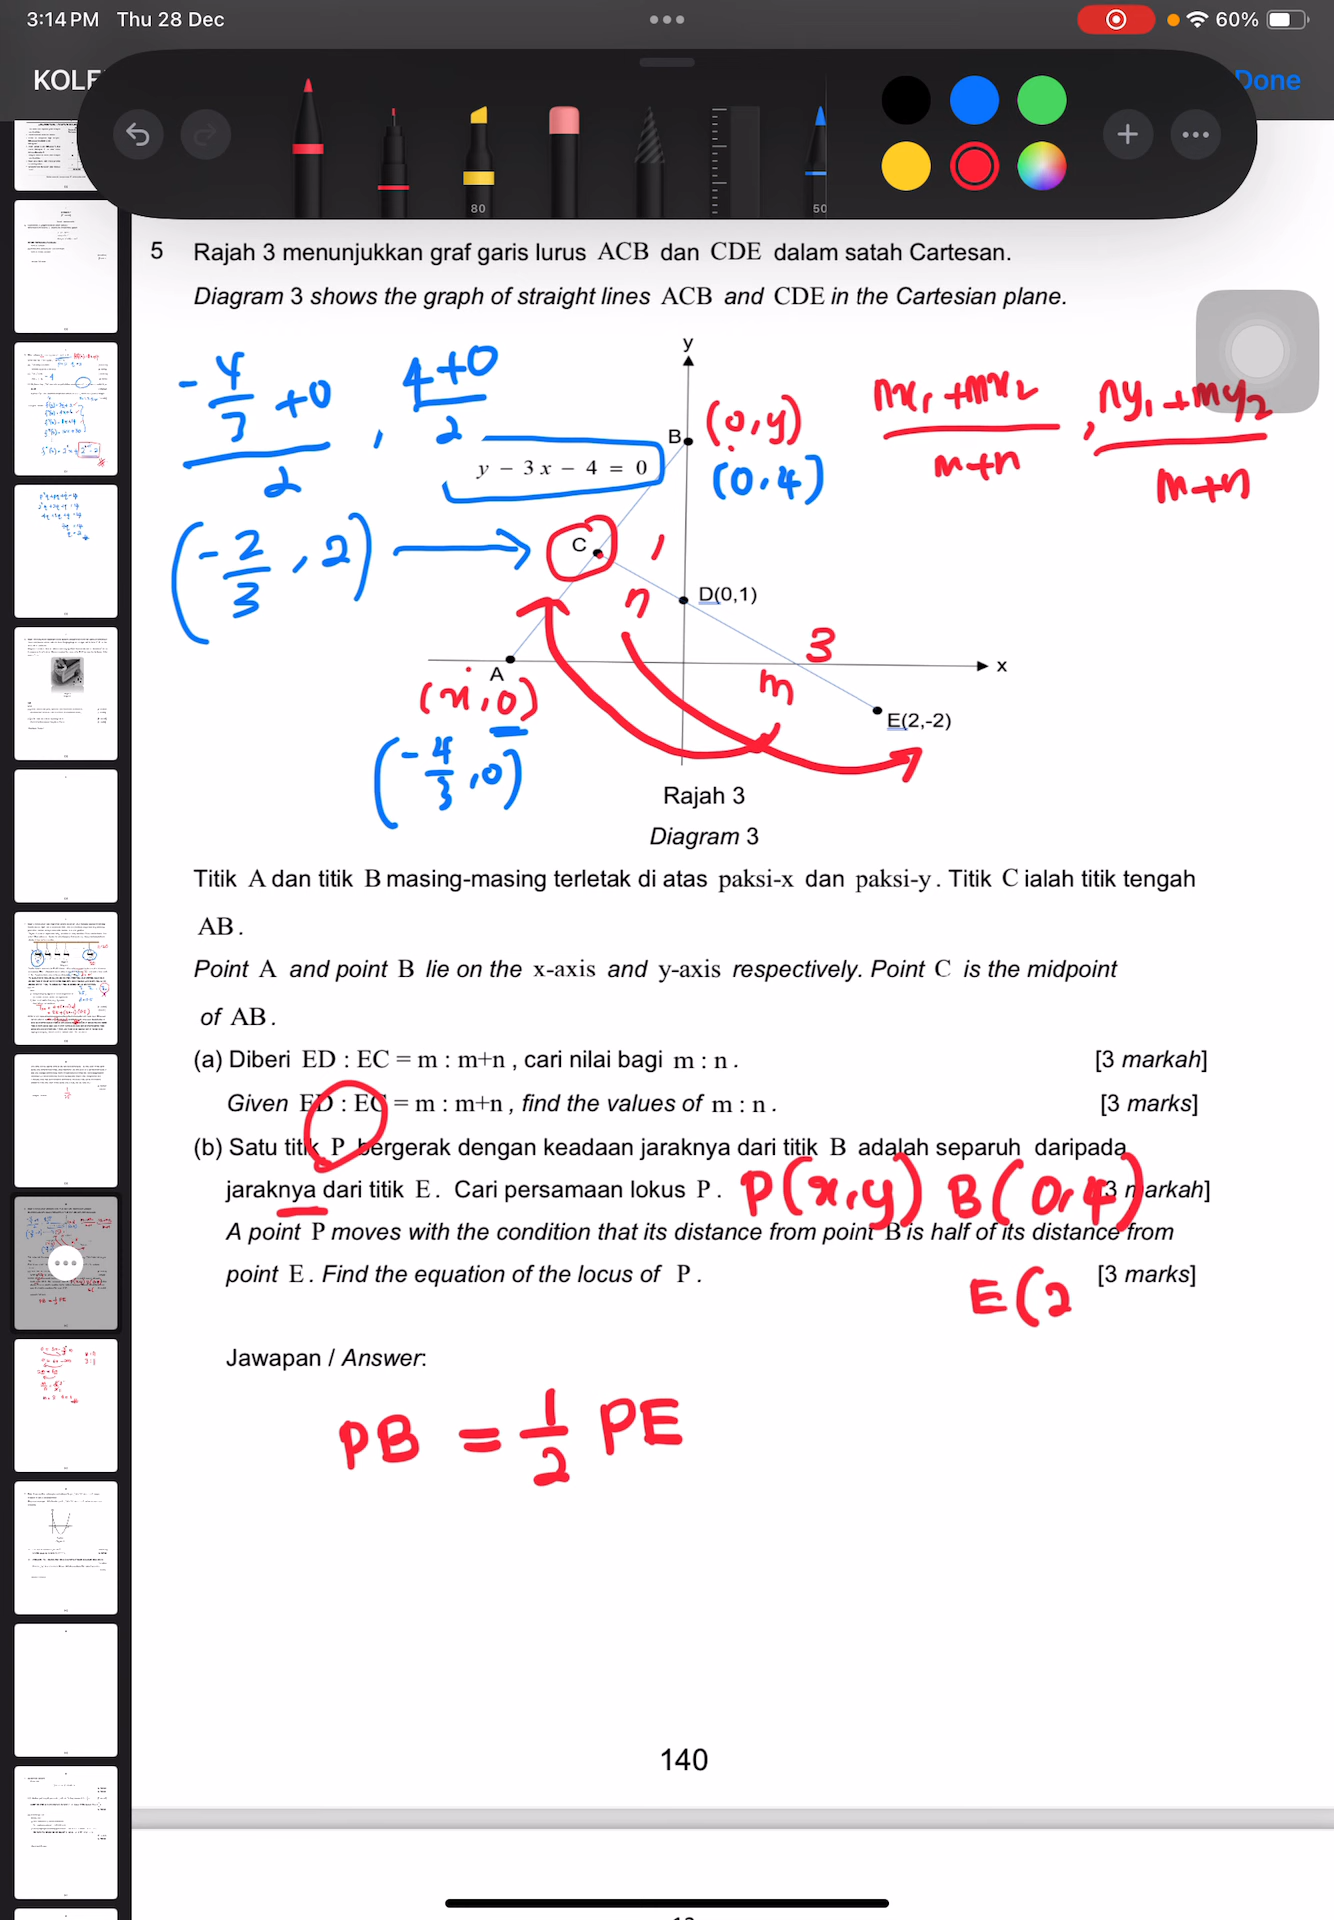 3:14 PM Thu 28 Dec
60%
Done
80
50
5 Rajah 3 menunjukkan graf garis lurus ACB dan CDE dalam satah Cartesan.
Diagram 3 shows the graph of straight lines ACB and CDE in the Cartesian plane.
y
-4/3 + 0 / 2 , 4+0 / 2
nx₁+mx₂ / m+n , ny₁+my₂ / m+n
B (0,y)
y − 3x − 4 = 0
(0,4)
(-2/3 , 2)
C 1
n D(0,1)
3
x
A m
(x,0)
E(2,-2)
(-4/3 ,0)
Rajah 3
Diagram 3
Titik A dan titik B masing-masing terletak di atas paksi-x dan paksi-y. Titik C ialah titik tengah
AB.
Point A and point B lie on the x-axis and y-axis respectively. Point C is the midpoint
of AB.
(a) Diberi ED : EC = m : m+n , cari nilai bagi m : n. [3 markah]
Given ED : EC = m : m+n , find the values of m : n. [3 marks]
(b) Satu titik P bergerak dengan keadaan jaraknya dari titik B adalah separuh daripada
jaraknya dari titik E. Cari persamaan lokus P. P(x,y) B(0,4) [3 markah]
A point P moves with the condition that its distance from point B is half of its distance from
point E. Find the equation of the locus of P. E(2 [3 marks]
Jawapan / Answer:
PB = 1/2 PE
140